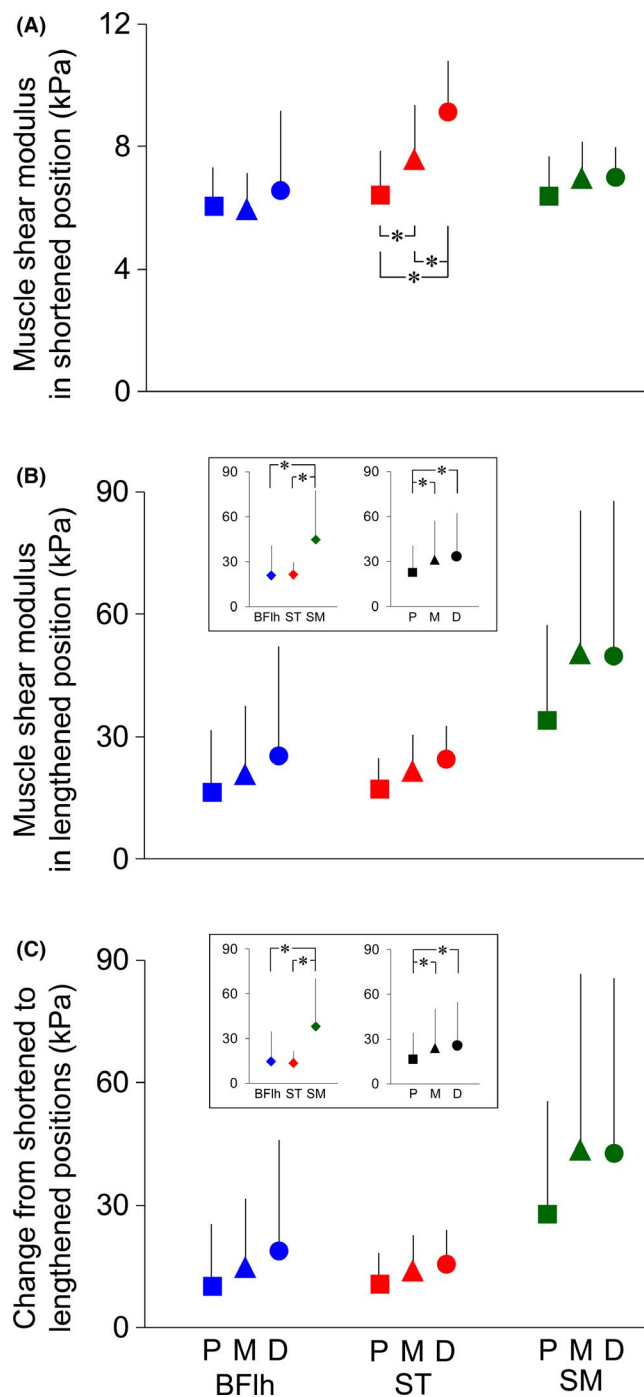 (A)
Muscle shear modulus
in shortened position (kPa)
12
8
4
0
*
*
*
(B)
Muscle shear modulus
in lengthened position (kPa)
90
60
30
0
90
60
30
0
*
*
BFlh ST SM
90
60
30
0
*
*
P M D
(C)
Change from shortened to
lengthened positions (kPa)
90
60
30
0
90
60
30
0
*
*
BFlh ST SM
90
60
30
0
*
*
P M D
P M D P M D P M D
BFlh ST SM